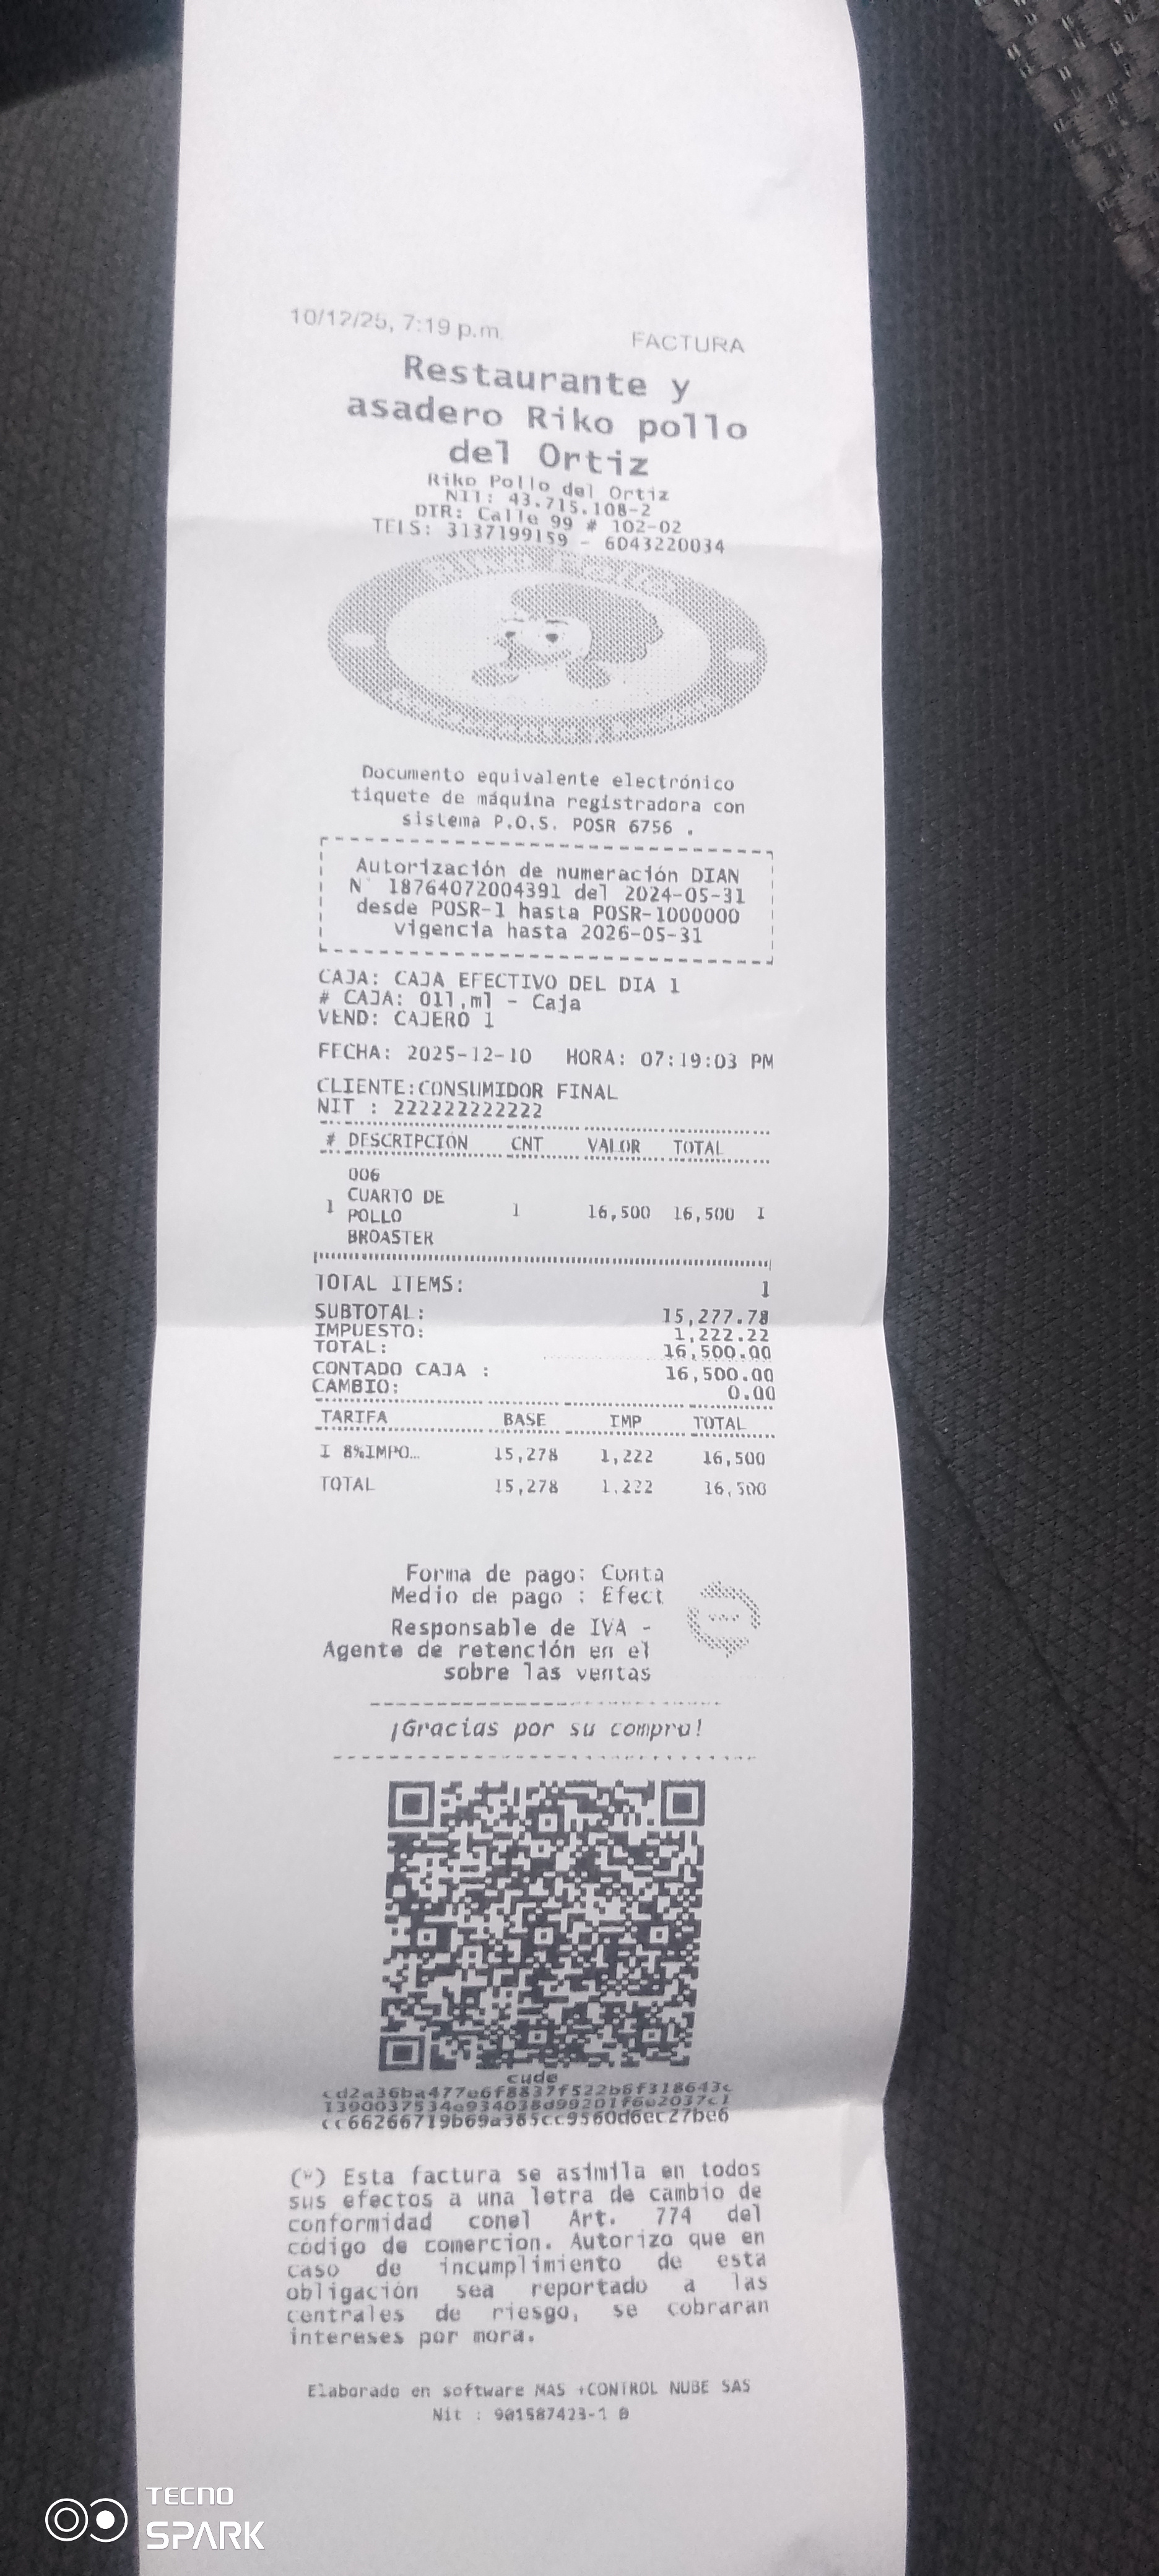 10/12/25, 7:19 p.m.
FACTURA
Restaurante y
asadero Riko pollo
del Ortiz
Riko Pollo del Ortiz
NIT: 43.715.108-2
DIR: Calle 99 # 102-02
TELS: 3137199159 - 6043220034
Documento equivalente electrónico
tiquete de máquina registradora con
sistema P.O.S. POSR 6756 .
Autorización de numeración DIAN
N° 18764072004391 del 2024-05-31
desde POSR-1 hasta POSR-1000000
vigencia hasta 2026-05-31
CAJA: CAJA EFECTIVO DEL DIA 1
# CAJA: 011,ml - Caja
VEND: CAJERO 1
FECHA: 2025-12-10 HORA: 07:19:03 PM
CLIENTE:CONSUMIDOR FINAL
NIT : 222222222222
# DESCRIPCIÓN CNT VALOR TOTAL
006
CUARTO DE
1 POLLO 1 16,500 16,500 I
BROASTER
TOTAL ITEMS: 1
SUBTOTAL: 15,277.78
IMPUESTO: 1,222.22
TOTAL: 16,500.00
CONTADO CAJA : 16,500.00
CAMBIO: 0.00
TARIFA BASE IMP TOTAL
I 8%IMPO… 15,278 1,222 16,500
TOTAL 15,278 1,222 16,500
Forma de pago: Conta
Medio de pago : Efect
Responsable de IVA -
Agente de retención en el
sobre las ventas
¡Gracias por su compra!
cude
cc66266719b69a365cc9560d6ec27be6
(*) Esta factura se asimila en todos
sus efectos a una letra de cambio de
conformidad conel Art. 774 del
código de comercion. Autorizo que en
caso de incumplimiento de esta
obligación sea reportado a las
centrales de riesgo, se cobraran
intereses por mora.
Elaborado en software MAS +CONTROL NUBE SAS
Nit : 901587423-1
TECNO
SPARK